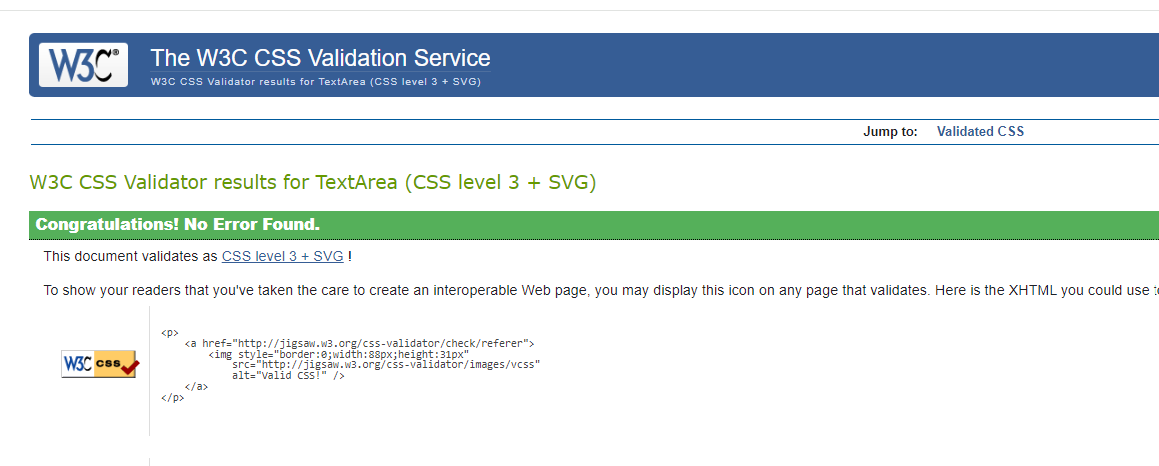 W3C®
The W3C CSS Validation Service
W3C CSS Validator results for TextArea (CSS level 3 + SVG)
Jump to: Validated CSS
W3C CSS Validator results for TextArea (CSS level 3 + SVG)
Congratulations! No Error Found.
This document validates as CSS level 3 + SVG !
To show your readers that you've taken the care to create an interoperable Web page, you may display this icon on any page that validates. Here is the XHTML you could use
W3C css
<p>
<a href="http://jigsaw.w3.org/css-validator/check/referer">
<img style="border:0;width:88px;height:31px"
src="http://jigsaw.w3.org/css-validator/images/vcss"
alt="Valid CSS!" />
</a>
</p>